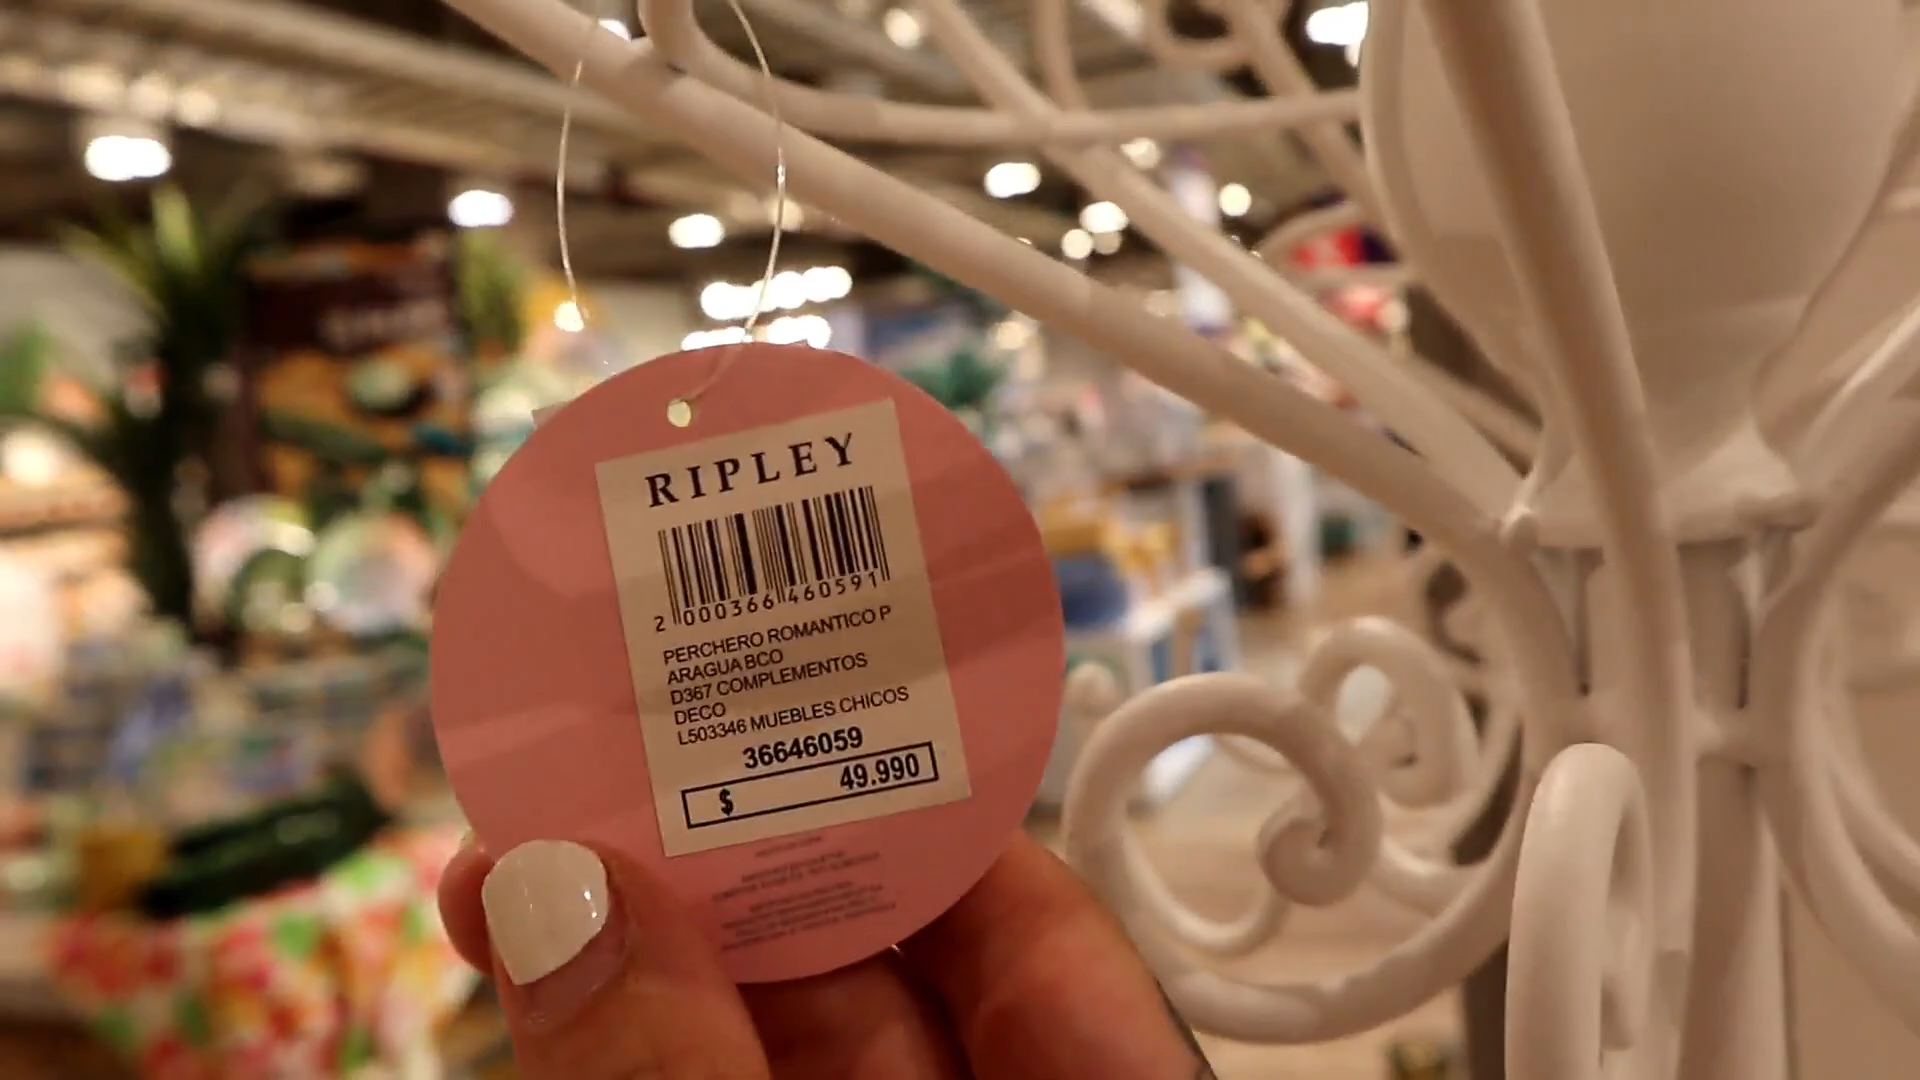 RIPLEY
2 000366 460591
PERCHERO ROMANTICO P
ARAGUA BCO
D367 COMPLEMENTOS
DECO
L503346 MUEBLES CHICOS
36646059
$ 49.990